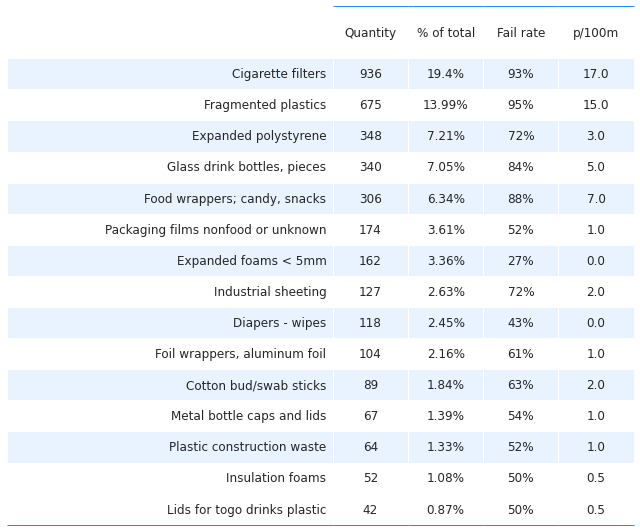 Quantity % of total Fail rate p/100m
Cigarette filters 936 19.4% 93% 17.0
Fragmented plastics 675 13.99% 95% 15.0
Expanded polystyrene 348 7.21% 72% 3.0
Glass drink bottles, pieces 340 7.05% 84% 5.0
Food wrappers; candy, snacks 306 6.34% 88% 7.0
Packaging films nonfood or unknown 174 3.61% 52% 1.0
Expanded foams < 5mm 162 3.36% 27% 0.0
Industrial sheeting 127 2.63% 72% 2.0
Diapers - wipes 118 2.45% 43% 0.0
Foil wrappers, aluminum foil 104 2.16% 61% 1.0
Cotton bud/swab sticks 89 1.84% 63% 2.0
Metal bottle caps and lids 67 1.39% 54% 1.0
Plastic construction waste 64 1.33% 52% 1.0
Insulation foams 52 1.08% 50% 0.5
Lids for togo drinks plastic 42 0.87% 50% 0.5